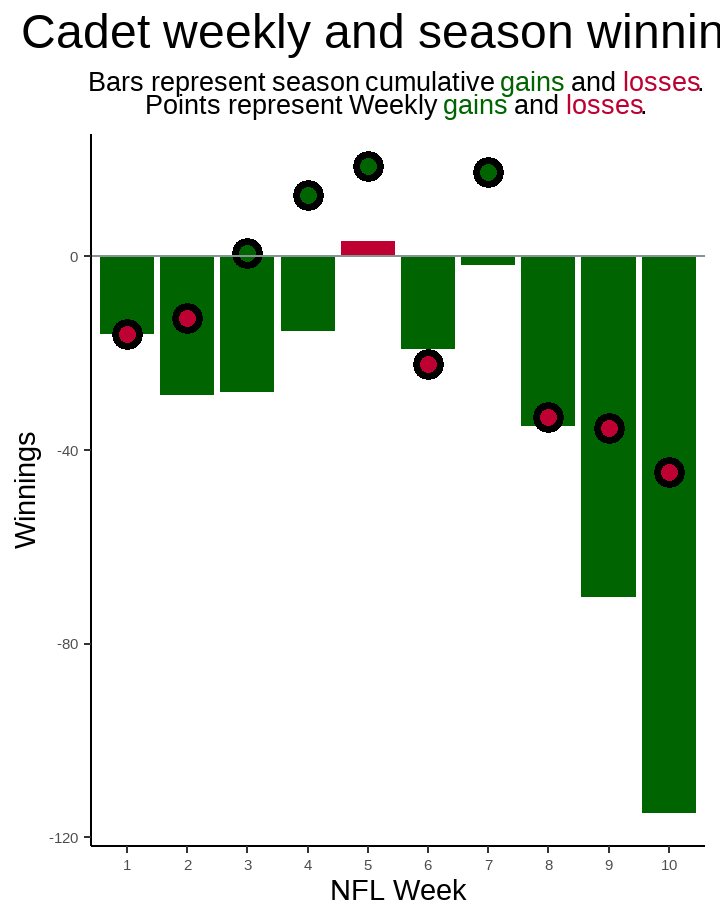 Cadet weekly and season winnin
Bars represent season cumulative gains and losses.
Points represent Weekly gains and losses.
0
-40
-80
-120
Winnings
1 2 3 4 5 6 7 8 9 10
NFL Week